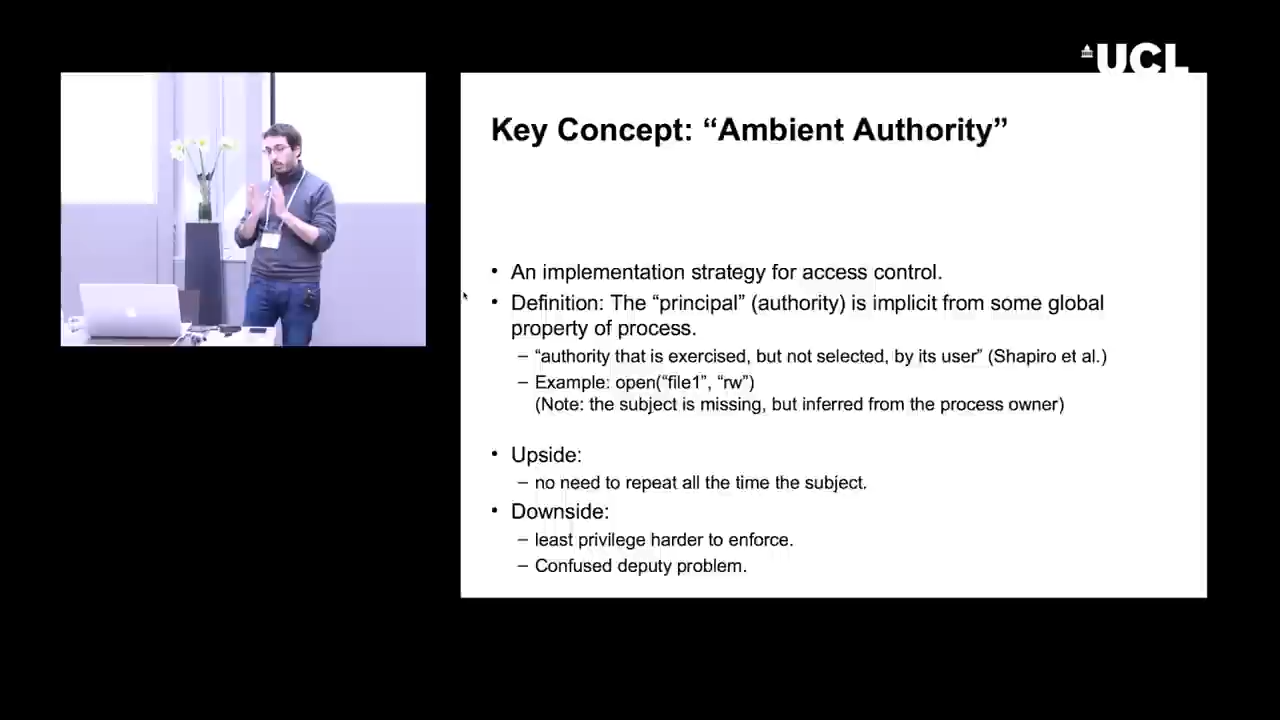 UCL
Key Concept: “Ambient Authority”
• An implementation strategy for access control.
• Definition: The “principal” (authority) is implicit from some global
property of process.
– “authority that is exercised, but not selected, by its user” (Shapiro et al.)
– Example: open(“file1”, “rw”)
(Note: the subject is missing, but inferred from the process owner)
• Upside:
– no need to repeat all the time the subject.
• Downside:
– least privilege harder to enforce.
– Confused deputy problem.